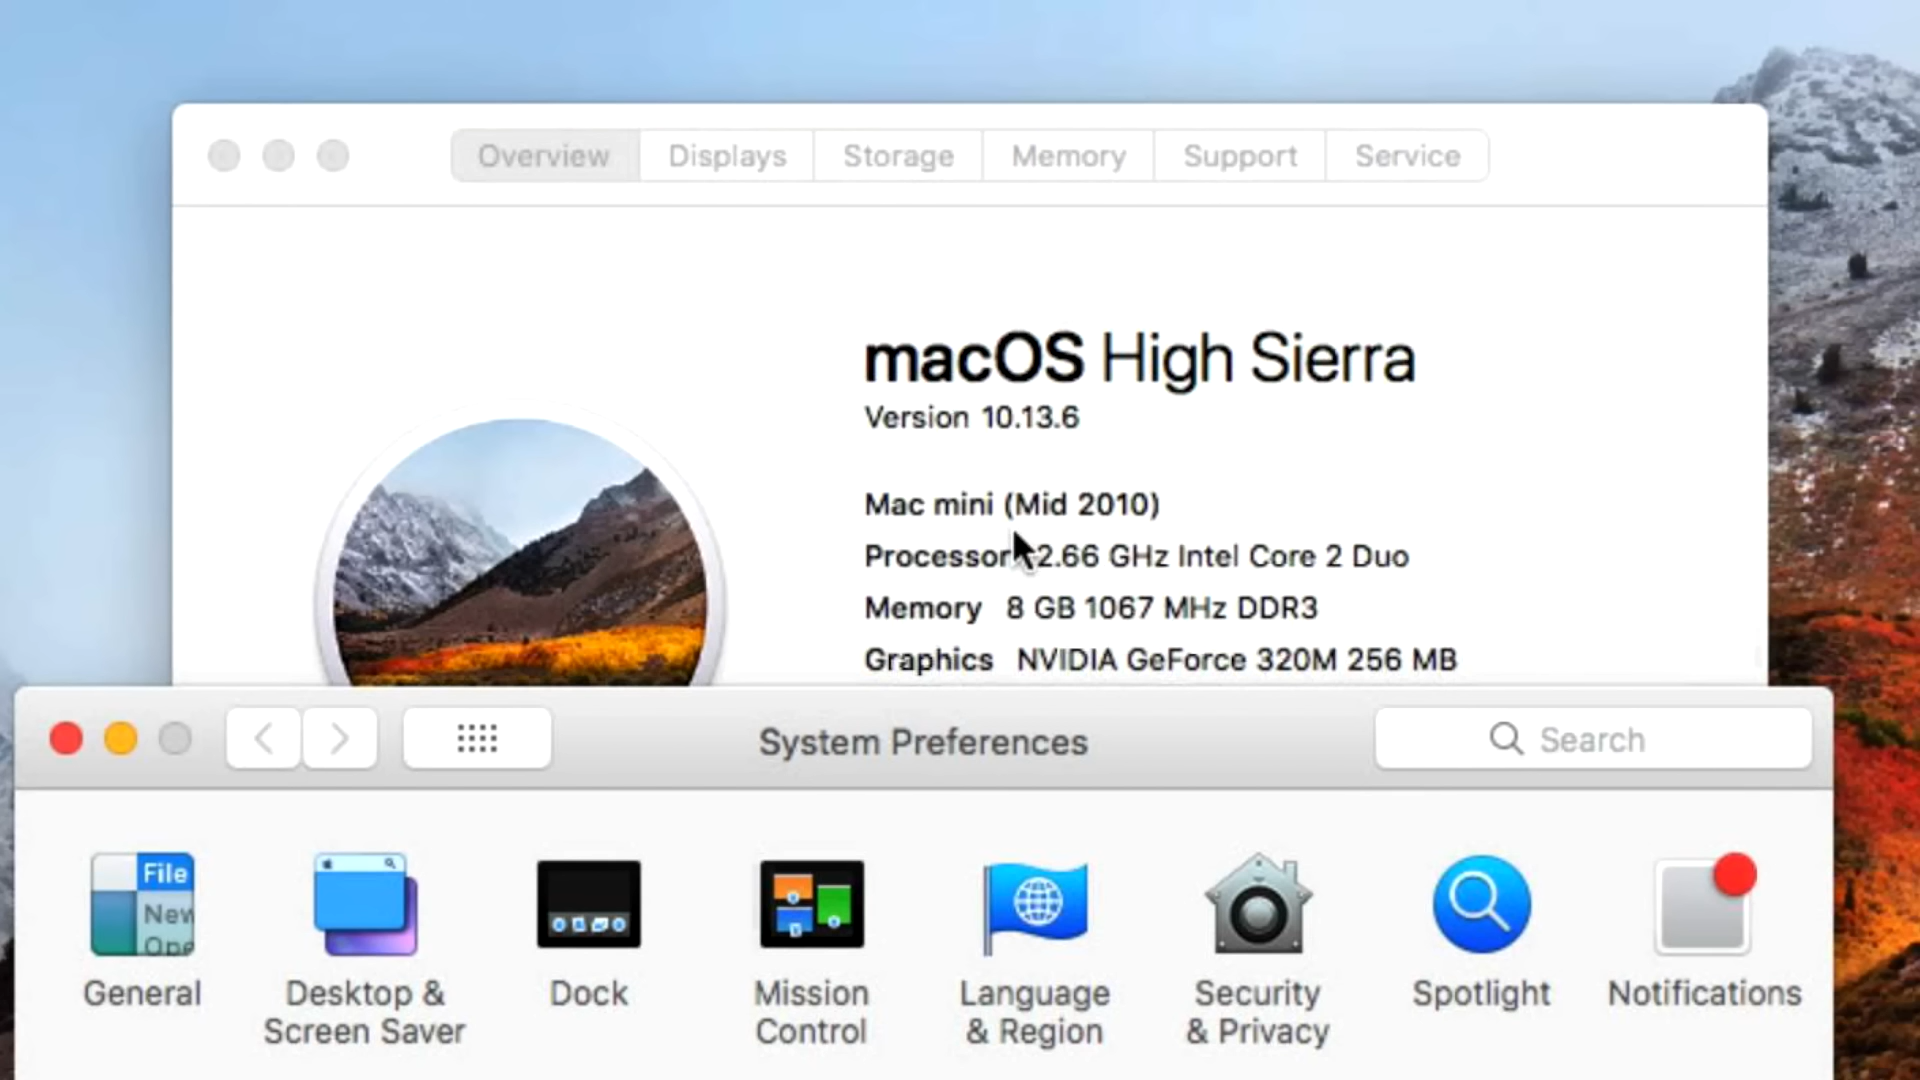 Overview Displays Storage Memory Support Service
macOS High Sierra
Version 10.13.6
Mac mini (Mid 2010)
Processor 2.66 GHz Intel Core 2 Duo
Memory 8 GB 1067 MHz DDR3
Graphics NVIDIA GeForce 320M 256 MB
System Preferences
Search
File
New
Ope
General
Desktop &
Screen Saver
Dock
Mission
Control
Language
& Region
Security
& Privacy
Spotlight
Notifications